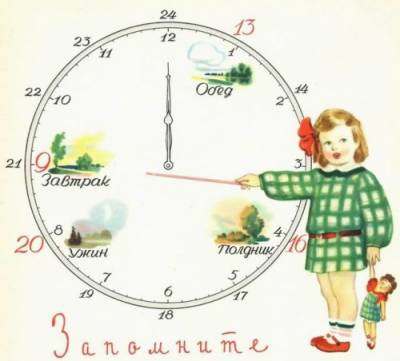 24
13
23 11 12 1
Обед
22 10 2 14
21 9 3
Завтрак
20 8 Ужин Полдник 4 16
19 7 5 17
6
18
Запомните